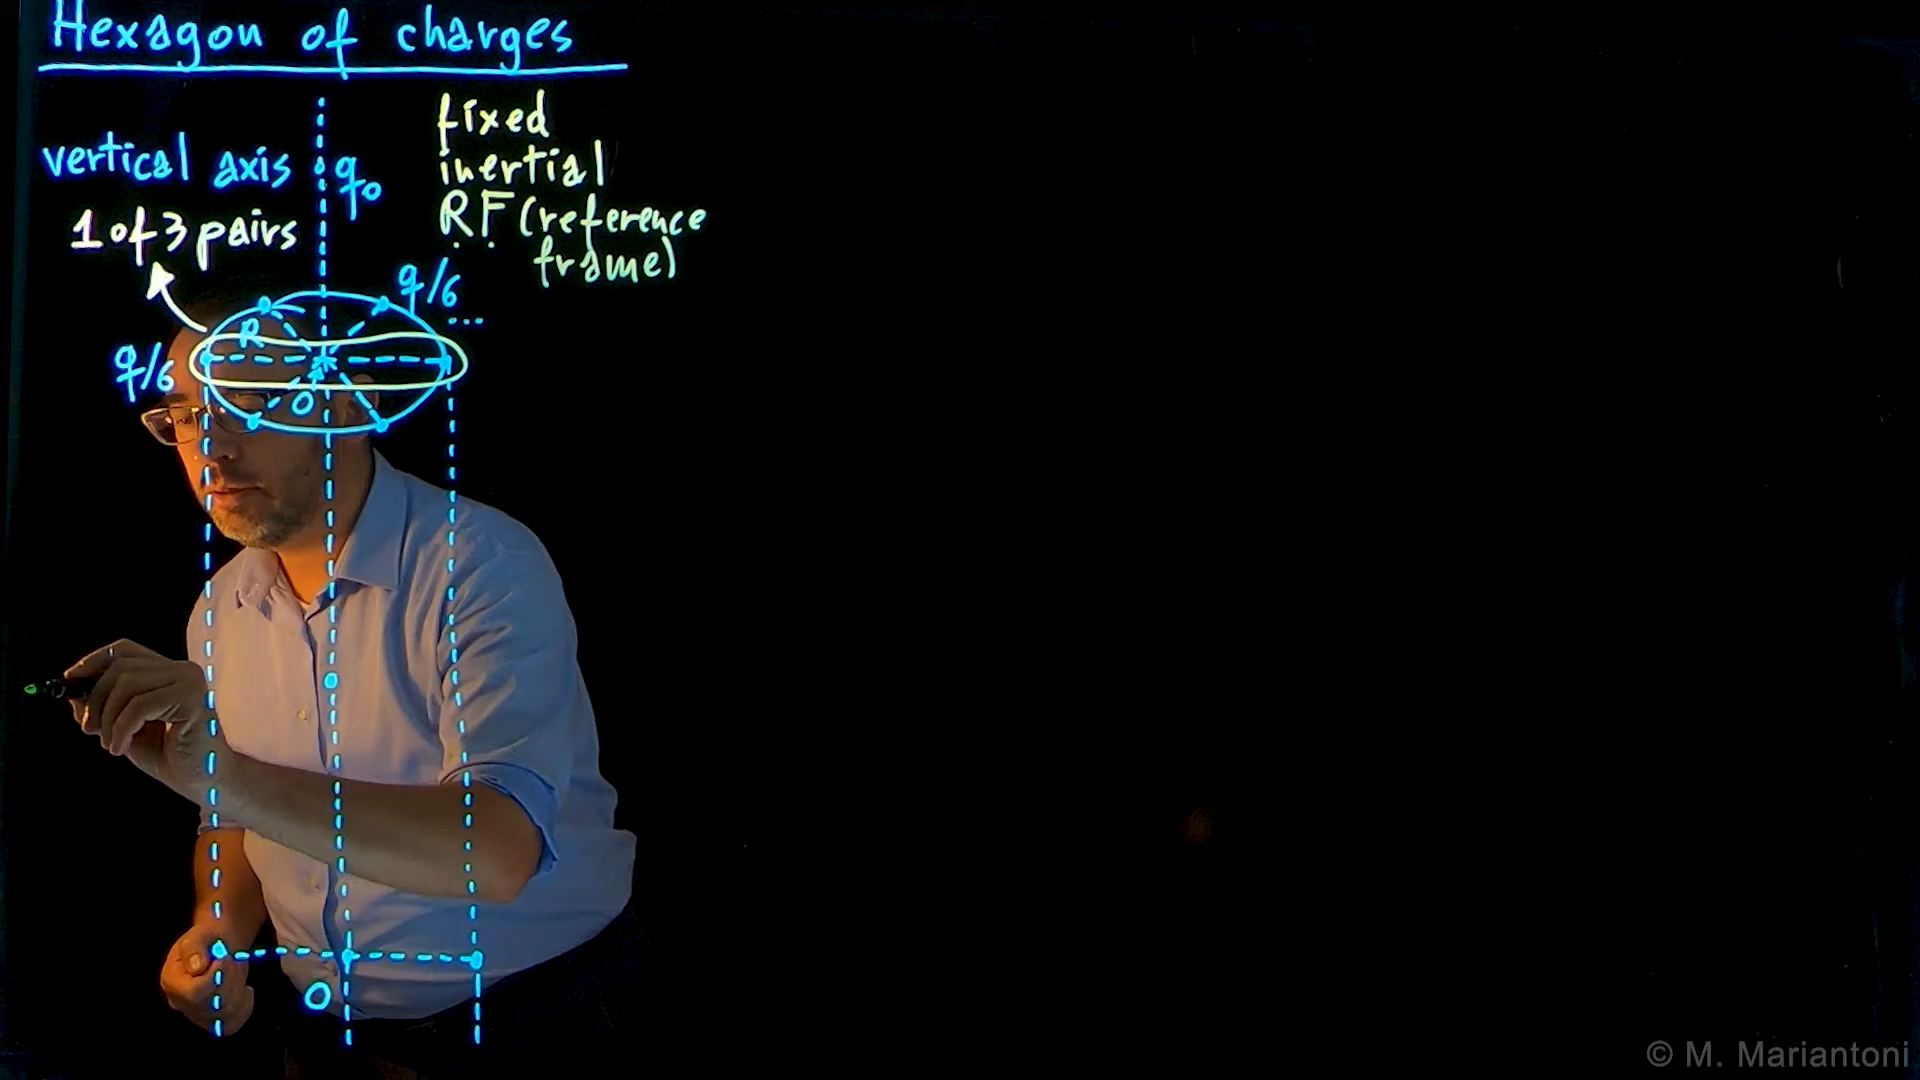 Hexagon of charges
vertical axis
q₀
fixed
inertial
RF (reference
frame)
1 of 3 pairs
q/6
...
R
q/6
O
O
© M. Mariantoni